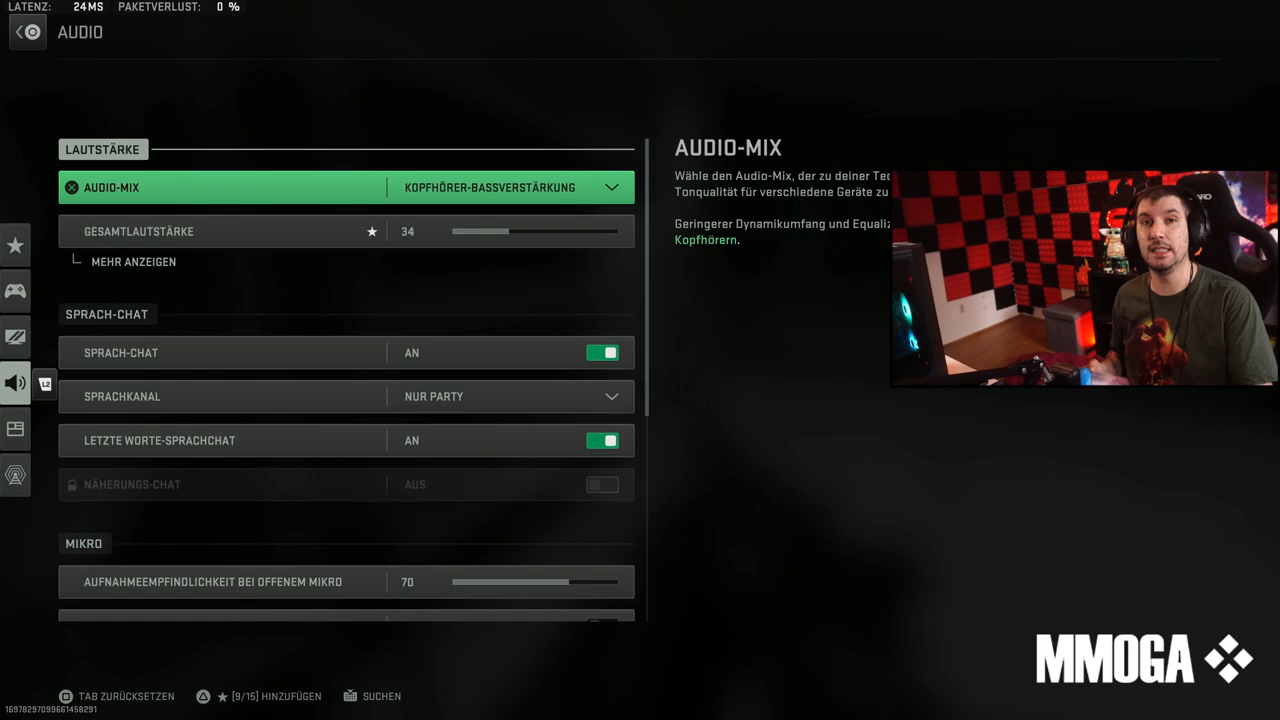 LATENZ: 24MS PAKETVERLUST: 0 %
AUDIO
LAUTSTÄRKE
AUDIO-MIX KOPFHÖRER-BASSVERSTÄRKUNG
GESAMTLAUTSTÄRKE 34
MEHR ANZEIGEN
SPRACH-CHAT
SPRACH-CHAT AN
SPRACHKANAL NUR PARTY
LETZTE WORTE-SPRACHCHAT AN
NÄHERUNGS-CHAT AUS
MIKRO
AUFNAHMEEMPFINDLICHKEIT BEI OFFENEM MIKRO 70
L2
AUDIO-MIX
Wähle den Audio-Mix, der zu deiner Tec
Tonqualität für verschiedene Geräte zu
Geringerer Dynamikumfang und Equaliz
Kopfhörern.
MMOGA
TAB ZURÜCKSETZEN [9/15] HINZUFÜGEN SUCHEN
16978297099661458291